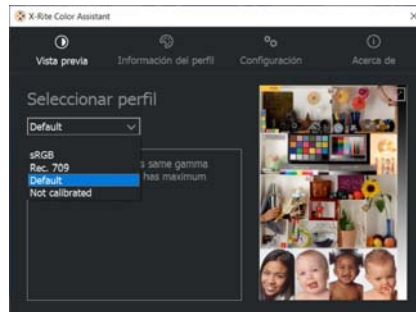 X-Rite Color Assistant
Vista previa
Información del perfil
Configuración
Acerca de
Seleccionar perfil
Default
sRGB
Rec. 709
Default
Not calibrated
s same gamma
has maximum